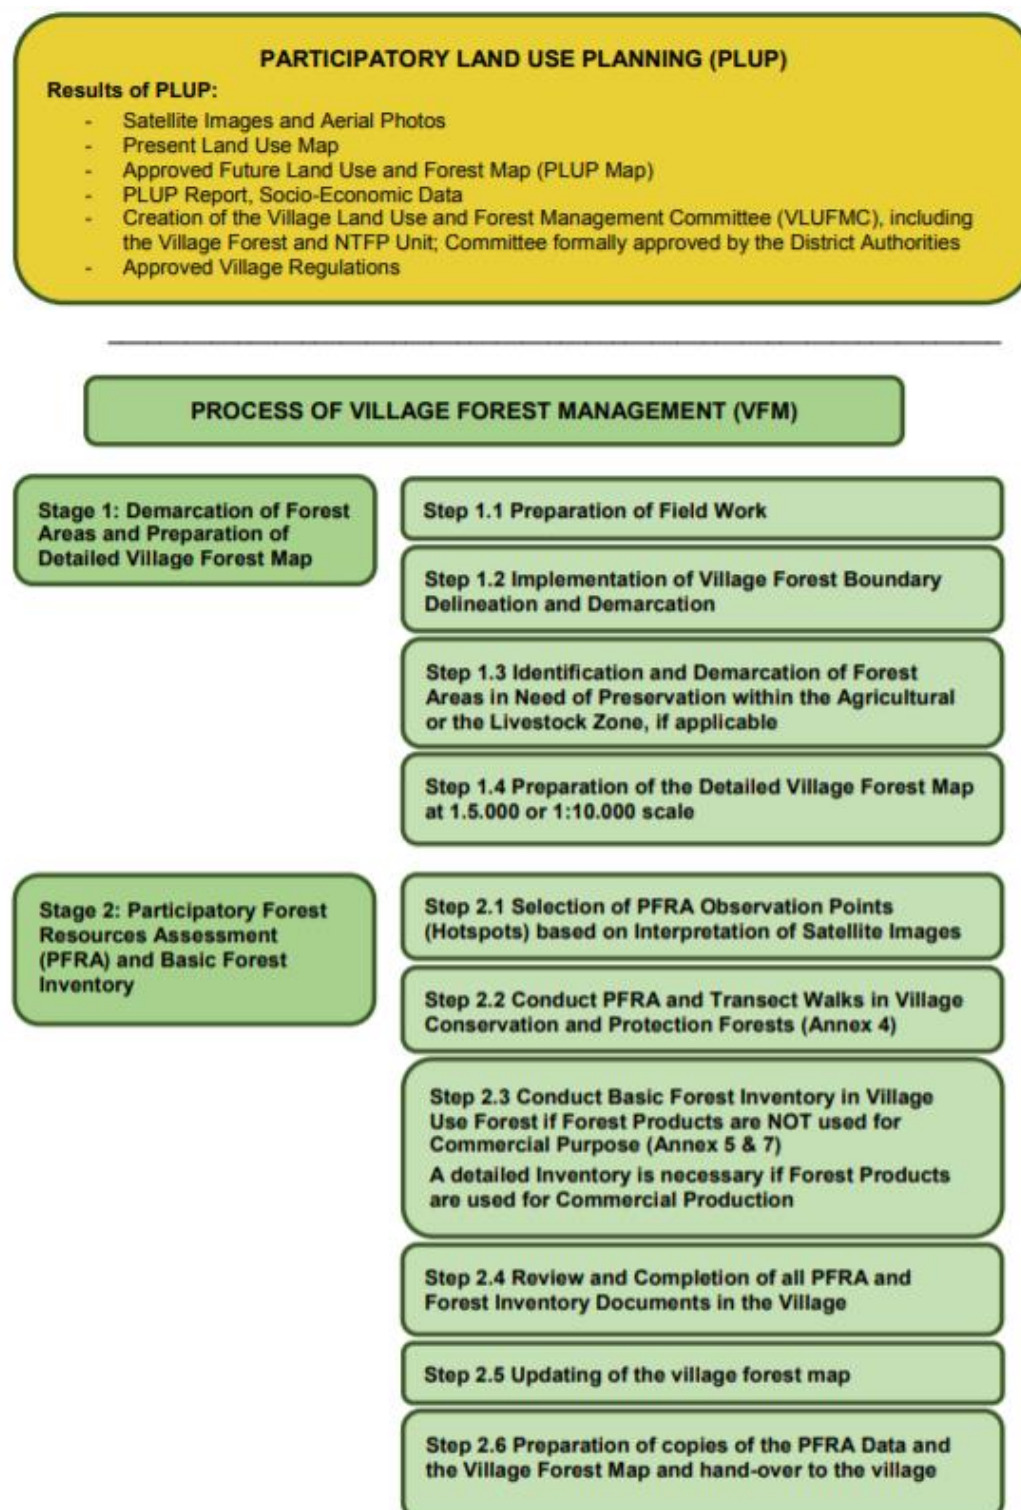 PARTICIPATORY LAND USE PLANNING (PLUP)
Results of PLUP:
- Satellite Images and Aerial Photos
- Present Land Use Map
- Approved Future Land Use and Forest Map (PLUP Map)
- PLUP Report, Socio-Economic Data
- Creation of the Village Land Use and Forest Management Committee (VLUFMC), including
the Village Forest and NTFP Unit; Committee formally approved by the District Authorities
- Approved Village Regulations
PROCESS OF VILLAGE FOREST MANAGEMENT (VFM)
Stage 1: Demarcation of Forest
Areas and Preparation of
Detailed Village Forest Map
Step 1.1 Preparation of Field Work
Step 1.2 Implementation of Village Forest Boundary
Delineation and Demarcation
Step 1.3 Identification and Demarcation of Forest
Areas in Need of Preservation within the Agricultural
or the Livestock Zone, if applicable
Step 1.4 Preparation of the Detailed Village Forest Map
at 1.5.000 or 1:10.000 scale
Stage 2: Participatory Forest
Resources Assessment
(PFRA) and Basic Forest
Inventory
Step 2.1 Selection of PFRA Observation Points
(Hotspots) based on Interpretation of Satellite Images
Step 2.2 Conduct PFRA and Transect Walks in Village
Conservation and Protection Forests (Annex 4)
Step 2.3 Conduct Basic Forest Inventory in Village
Use Forest if Forest Products are NOT used for
Commercial Purpose (Annex 5 & 7)
A detailed Inventory is necessary if Forest Products
are used for Commercial Production
Step 2.4 Review and Completion of all PFRA and
Forest Inventory Documents in the Village
Step 2.5 Updating of the village forest map
Step 2.6 Preparation of copies of the PFRA Data and
the Village Forest Map and hand-over to the village